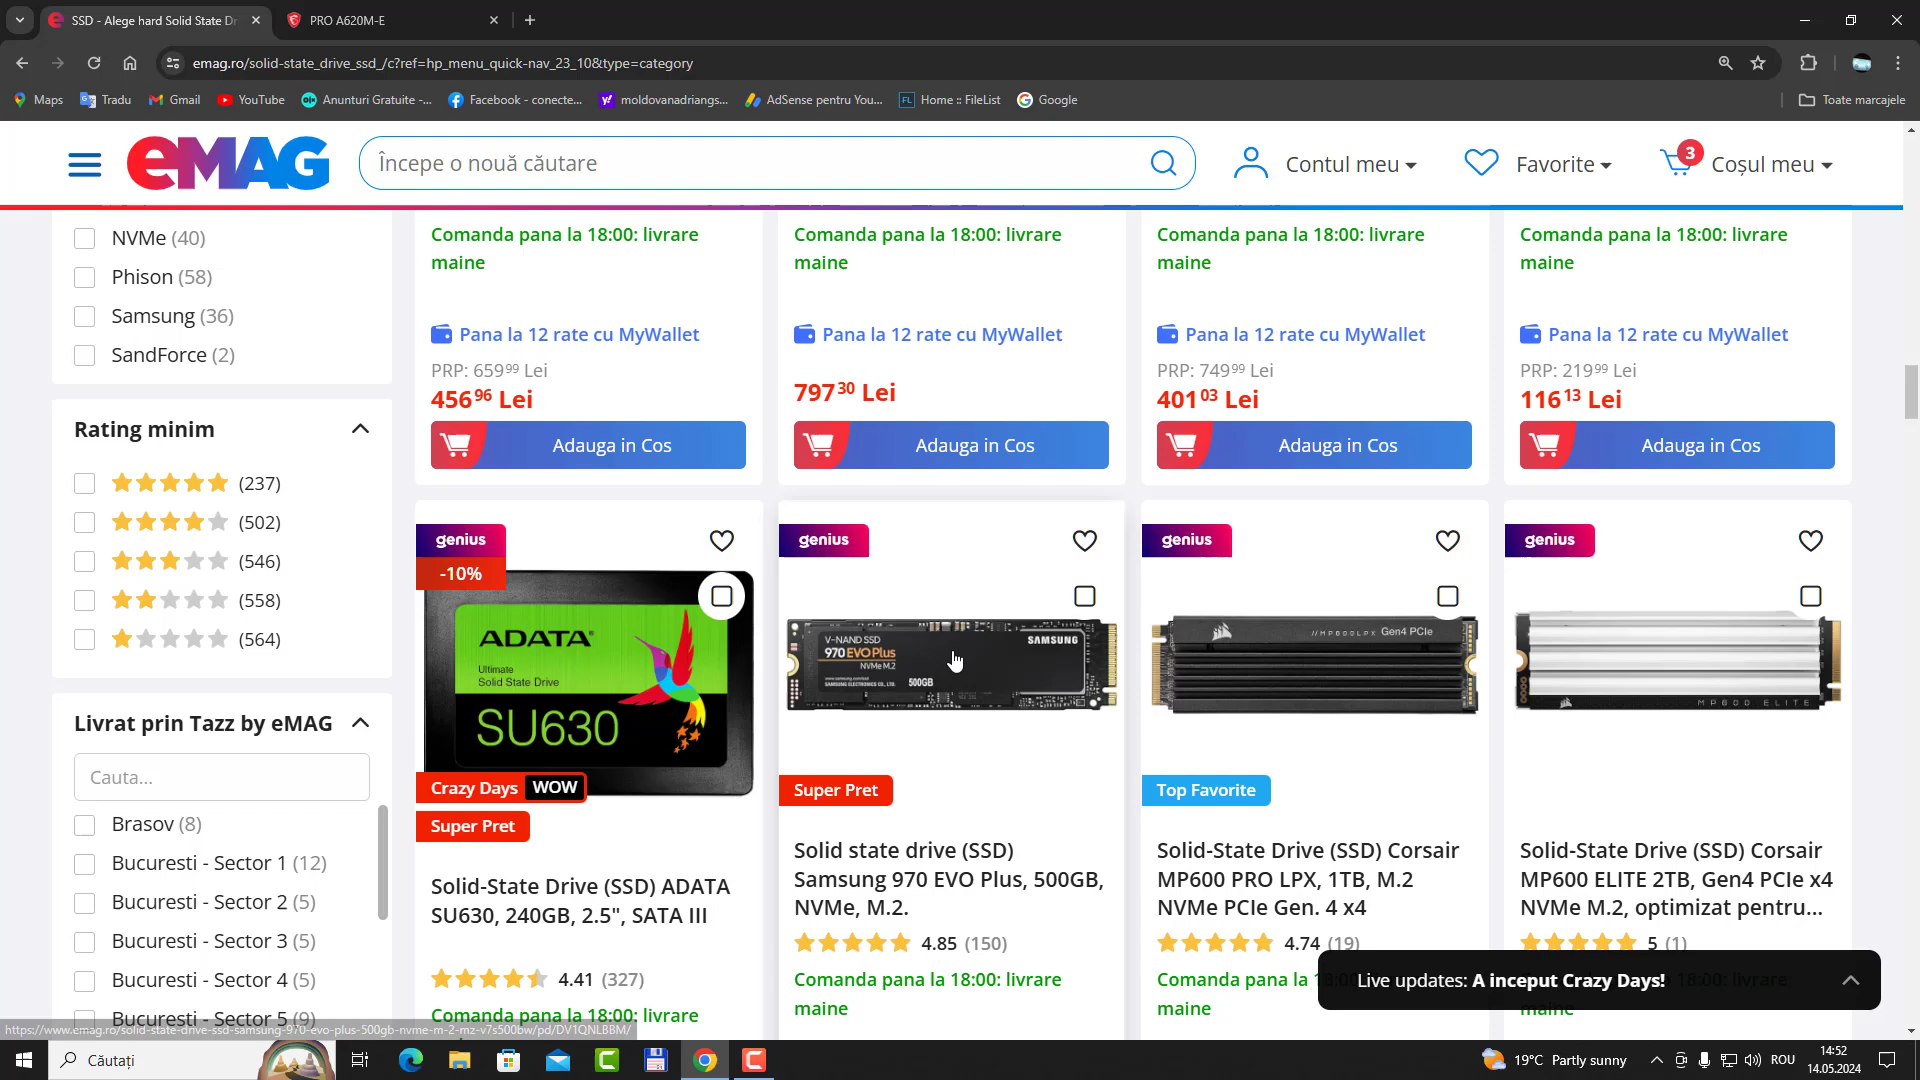 SSD - Alege hard Solid State Dr
PRO A620M-E
emag.ro/solid-state_drive_ssd_/c?ref=hp_menu_quick-nav_23_10&type=category
Maps
Tradu
Gmail
YouTube
Anunturi Gratuite -...
Facebook - conecte...
moldovanadriangs...
AdSense pentru You...
FL
Home :: FileList
Google
Toate marcajele
eMAG
Începe o nouă căutare
Contul meu
Favorite
3
Coșul meu
NVMe (40)
Phison (58)
Samsung (36)
SandForce (2)
Rating minim
(237)
(502)
(546)
(558)
(564)
Livrat prin Tazz by eMAG
Cauta...
Brasov (8)
Bucuresti - Sector 1 (12)
Bucuresti - Sector 2 (5)
Bucuresti - Sector 3 (5)
Bucuresti - Sector 4 (5)
Bucuresti - Sector 5 (9)
Comanda pana la 18:00: livrare
maine
Pana la 12 rate cu MyWallet
PRP: 659⁹⁹ Lei
456⁹⁶ Lei
Adauga in Cos
Comanda pana la 18:00: livrare
maine
Pana la 12 rate cu MyWallet
797³⁰ Lei
Adauga in Cos
Comanda pana la 18:00: livrare
maine
Pana la 12 rate cu MyWallet
PRP: 749⁹⁹ Lei
401⁰³ Lei
Adauga in Cos
Comanda pana la 18:00: livrare
maine
Pana la 12 rate cu MyWallet
PRP: 219⁹⁹ Lei
116¹³ Lei
Adauga in Cos
genius
-10%
ADATA
Ultimate
Solid State Drive
SU630
Crazy Days WOW
Super Pret
Solid-State Drive (SSD) ADATA
SU630, 240GB, 2.5", SATA III
4.41 (327)
Comanda pana la 18:00: livrare
genius
V-NAND SSD
970 EVO Plus
NVMe M.2
SAMSUNG
500GB
Super Pret
Solid state drive (SSD)
Samsung 970 EVO Plus, 500GB,
NVMe, M.2.
4.85 (150)
Comanda pana la 18:00: livrare
maine
genius
//MP600LPX Gen4 PCIe
Top Favorite
Solid-State Drive (SSD) Corsair
MP600 PRO LPX, 1TB, M.2
NVMe PCIe Gen. 4 x4
4.74 (19)
Comanda pana la 18:00: livrare
maine
genius
MP600 ELITE
Solid-State Drive (SSD) Corsair
MP600 ELITE 2TB, Gen4 PCIe x4
NVMe M.2, optimizat pentru...
5 (1)
maine
Live updates: A inceput Crazy Days!
https://www.emag.ro/solid-state-drive-ssd-samsung-970-evo-plus-500gb-nvme-m-2-mz-v7s500bw/pd/DV1QNLBBM/
Căutați
19°C Partly sunny
ROU
14:52
14.05.2024